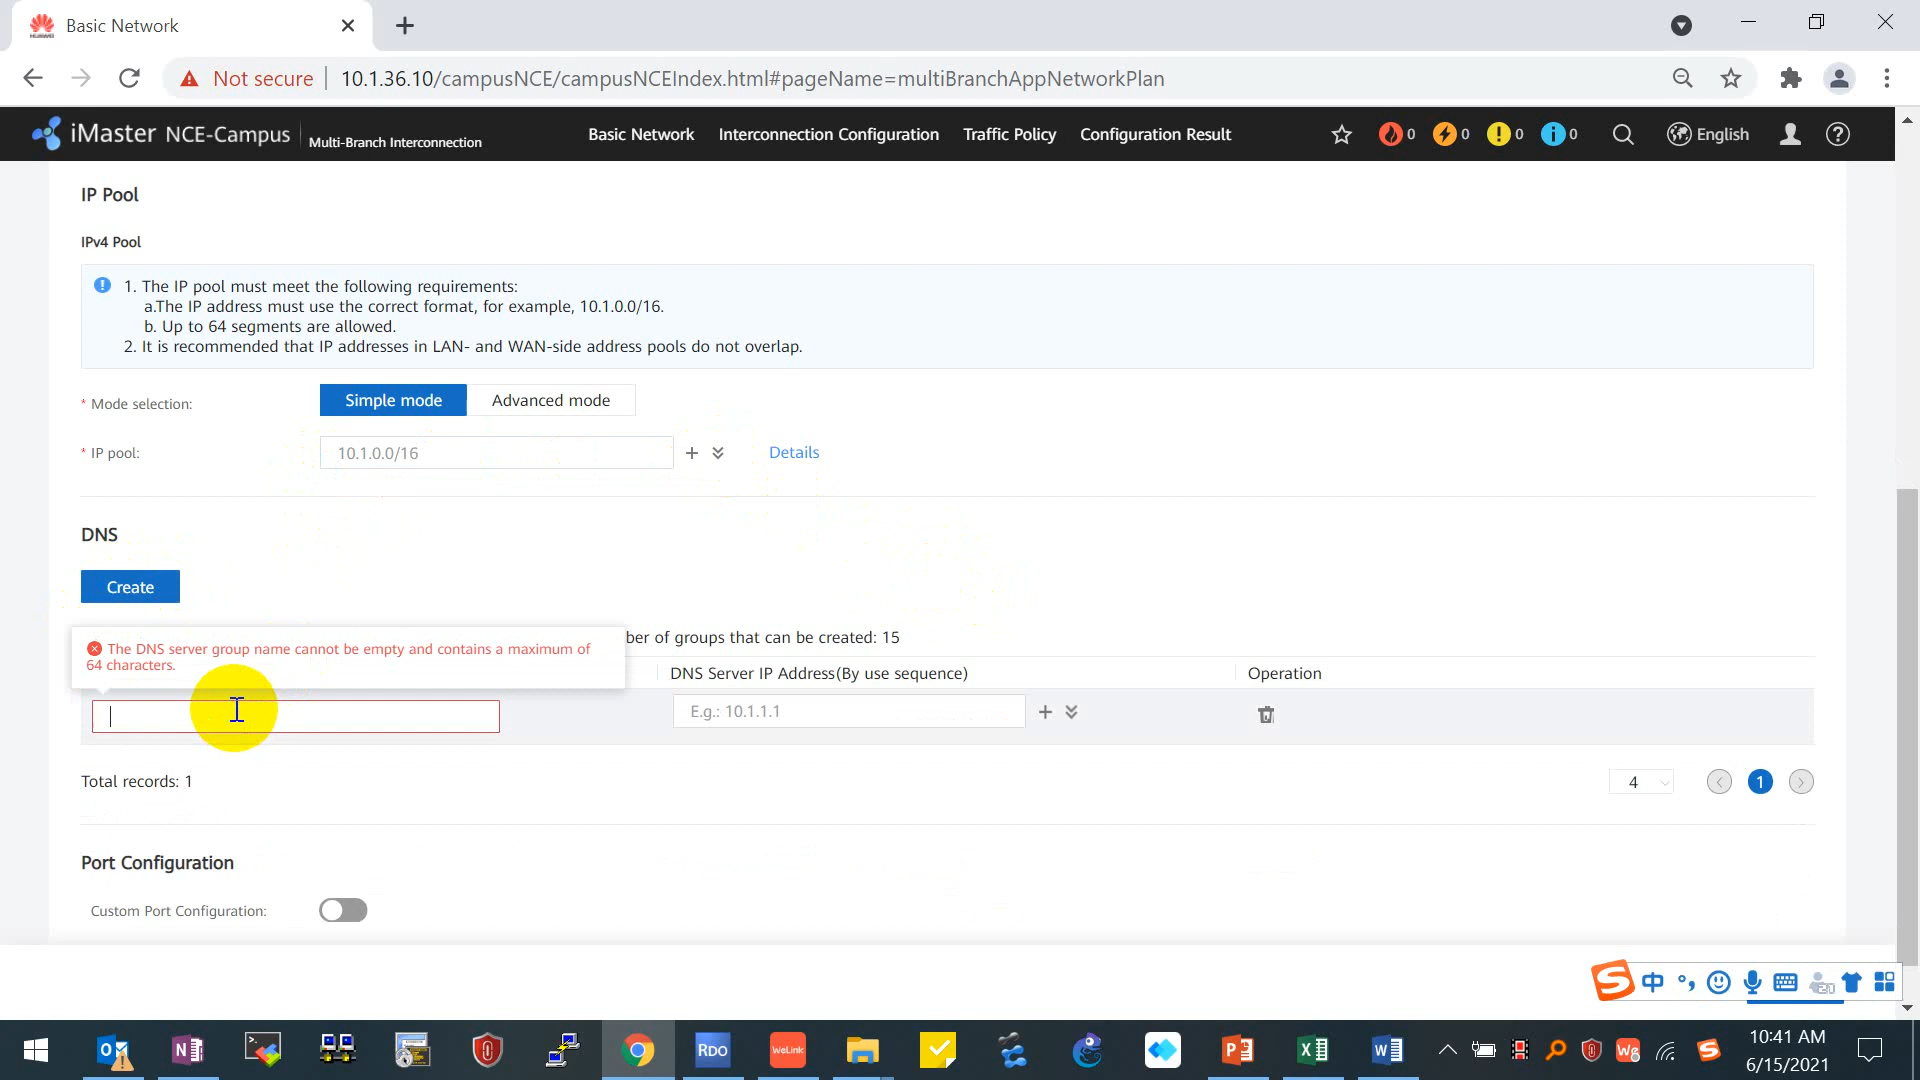 Basic Network
Not secure
10.1.36.10/campusNCE/campusNCEIndex.html#pageName=multiBranchAppNetworkPlan
HUAWEI
iMaster NCE-Campus
Multi-Branch Interconnection
Basic Network
Interconnection Configuration
Traffic Policy
Configuration Result
0
0
0
0
English
IP Pool
IPv4 Pool
1. The IP pool must meet the following requirements:
a.The IP address must use the correct format, for example, 10.1.0.0/16.
b. Up to 64 segments are allowed.
2. It is recommended that IP addresses in LAN- and WAN-side address pools do not overlap.
* Mode selection:
Simple mode
Advanced mode
* IP pool:
10.1.0.0/16
Details
DNS
Create
The DNS server group name cannot be empty and contains a maximum of
64 characters.
ber of groups that can be created: 15
DNS Server IP Address(By use sequence)
Operation
E.g.: 10.1.1.1
Total records: 1
4
1
Port Configuration
Custom Port Configuration:
中
RDO
WeLink
10:41 AM
6/15/2021